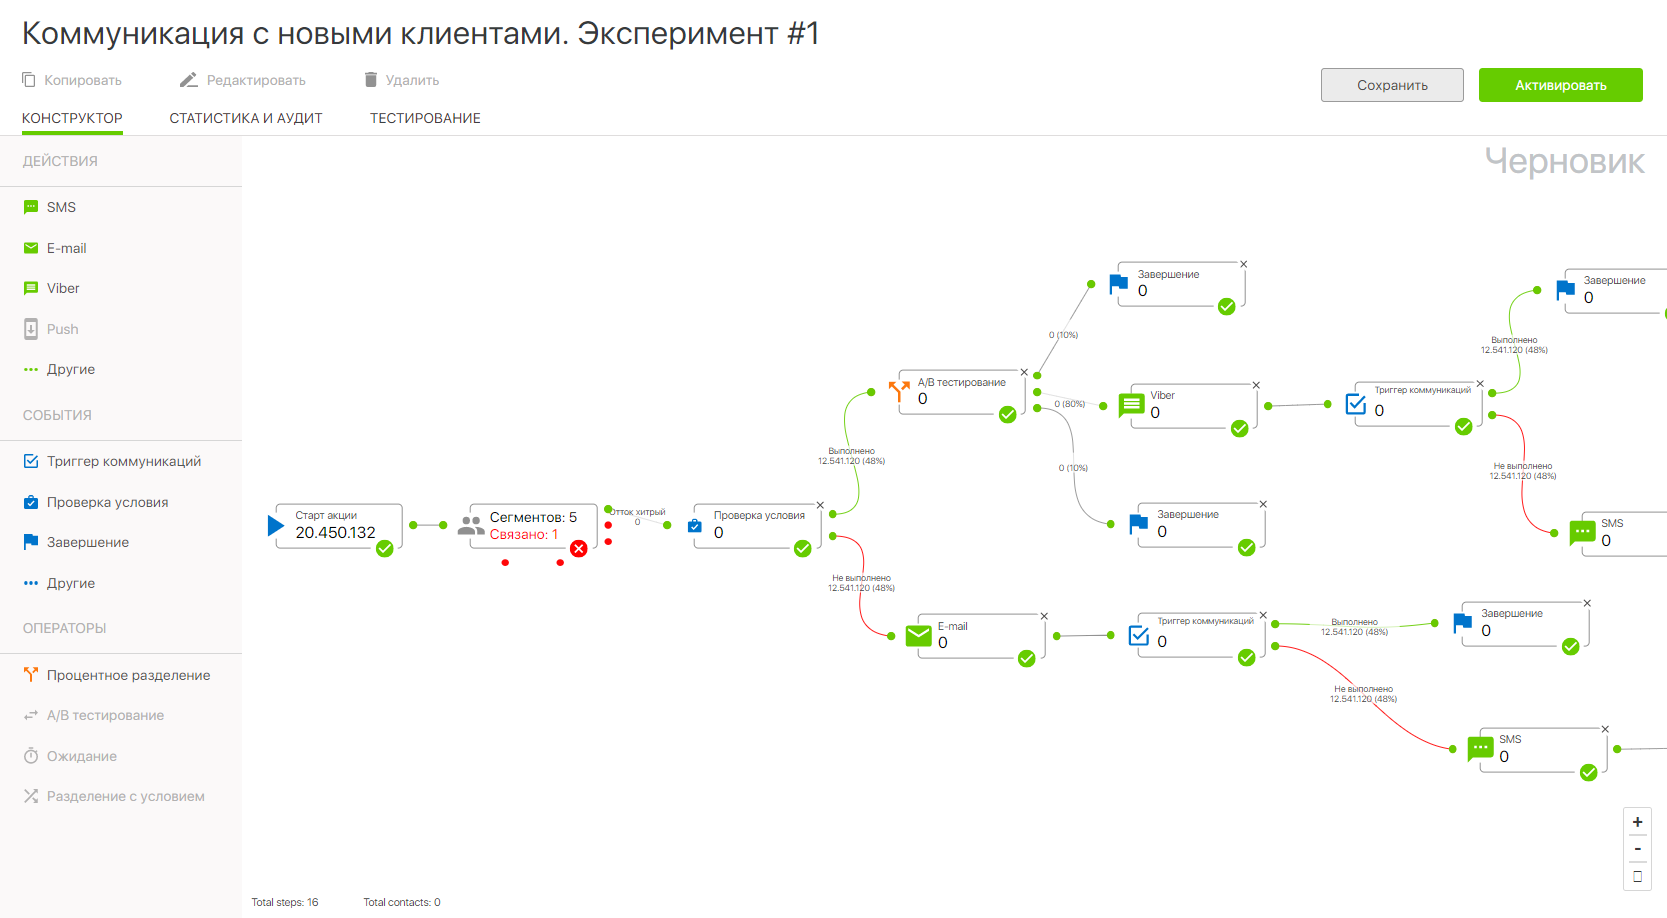 Коммуникация с новыми клиентами. Эксперимент #1
Копировать
Редактировать
Удалить
Сохранить
Активировать
КОНСТРУКТОР
СТАТИСТИКА И АУДИТ
ТЕСТИРОВАНИЕ
Черновик
ДЕЙСТВИЯ
SMS
E-mail
Viber
Push
Другие
СОБЫТИЯ
Триггер коммуникаций
Проверка условия
Завершение
Другие
ОПЕРАТОРЫ
Процентное разделение
A/B тестирование
Ожидание
Разделение с условием
Старт акции
20.450.132
Сегментов: 5
Связано: 1
Отток хитрый
0
Проверка условия
0
Выполнено
12.541.120 (48%)
Не выполнено
12.541.120 (48%)
A/B тестирование
0
0 (10%)
0 (80%)
0 (10%)
Завершение
0
Viber
0
Завершение
0
Триггер коммуникаций
0
Выполнено
12.541.120 (48%)
Не выполнено
12.541.120 (48%)
Завершение
0
SMS
0
E-mail
0
Триггер коммуникаций
0
Выполнено
12.541.120 (48%)
Не выполнено
12.541.120 (48%)
Завершение
0
SMS
0
+
-
Total steps: 16
Total contacts: 0